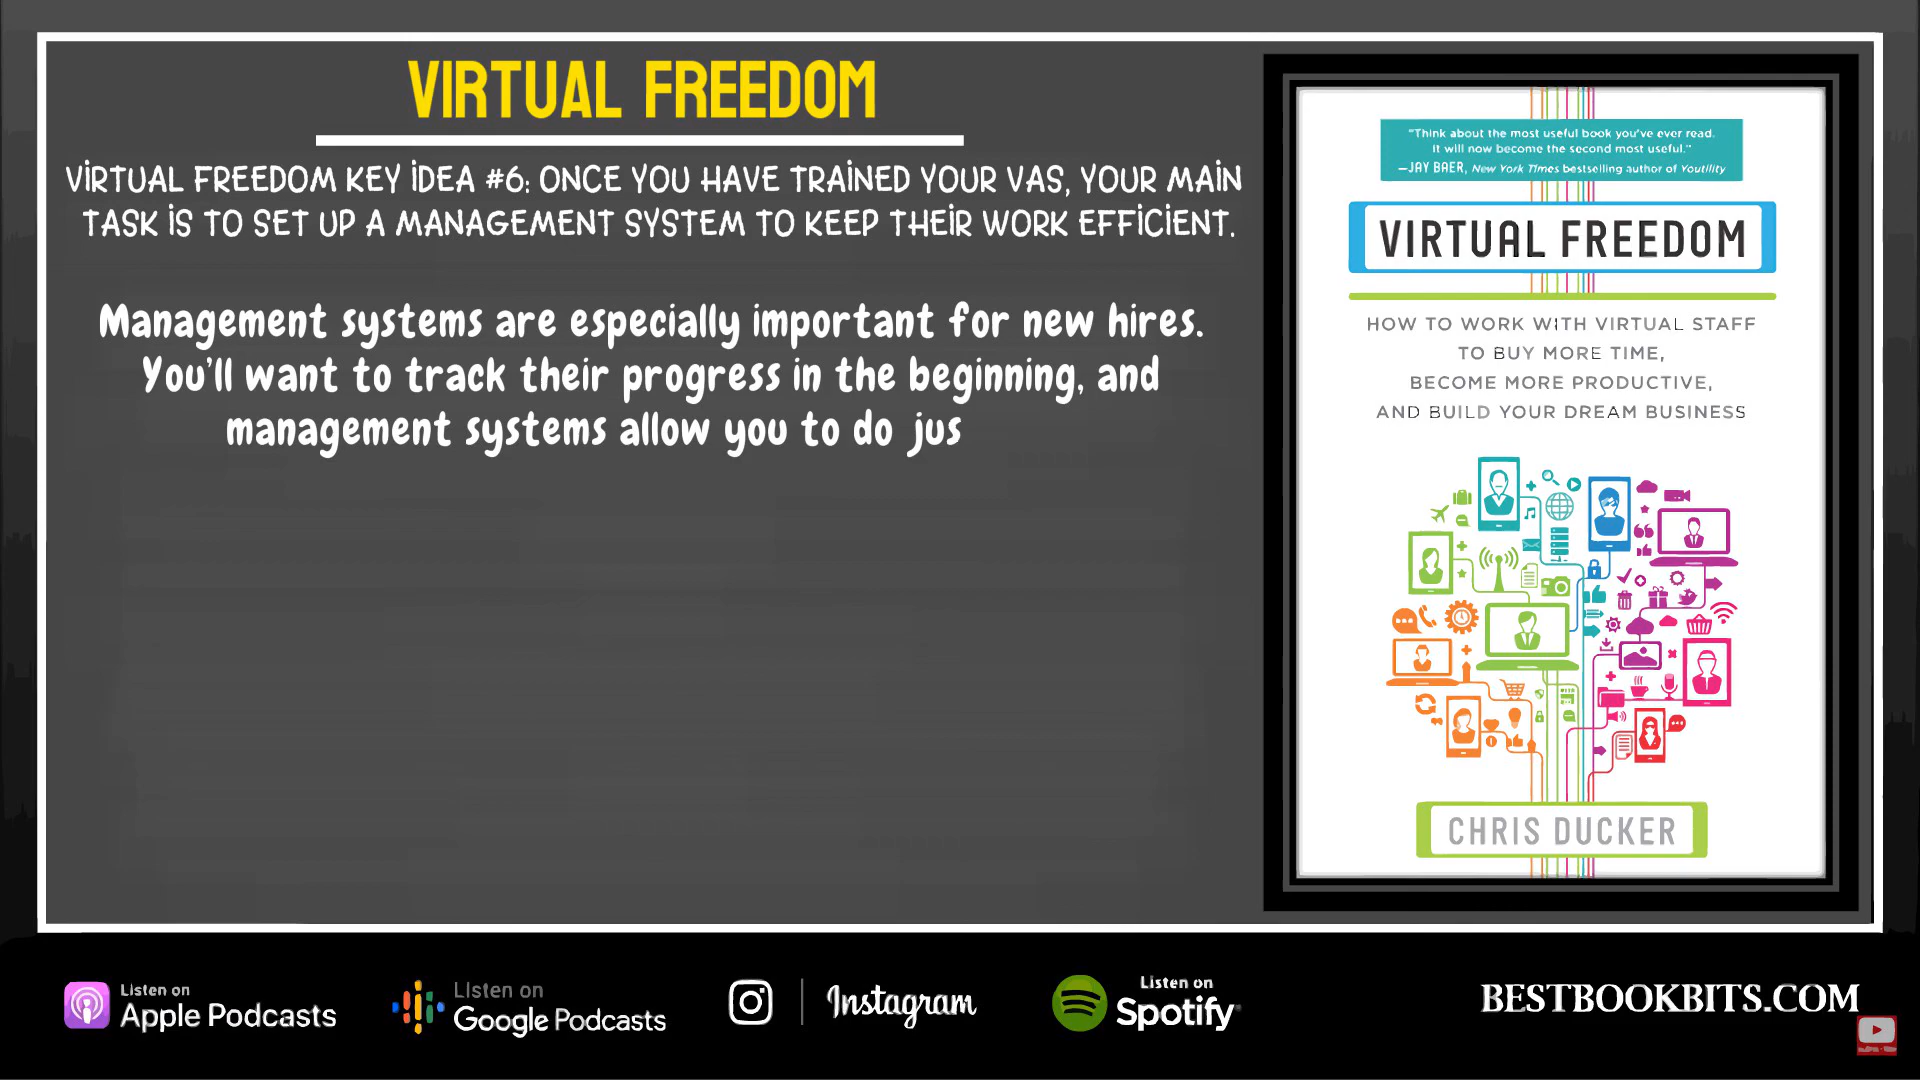 VIRTUAL FREEDOM
VIRTUAL FREEDOM KEY IDEA #6: ONCE YOU HAVE TRAINED YOUR VAS, YOUR MAIN
TASK IS TO SET UP A MANAGEMENT SYSTEM TO KEEP THEIR WORK EFFICIENT.
Management systems are especially important for new hires.
You'll want to track their progress in the beginning, and
management systems allow you to do jus
"Think about the most useful book you've ever read.
It will now become the second most useful."
—JAY BAER, New York Times bestselling author of Youtility
VIRTUAL FREEDOM
HOW TO WORK WITH VIRTUAL STAFF
TO BUY MORE TIME,
BECOME MORE PRODUCTIVE,
AND BUILD YOUR DREAM BUSINESS
CHRIS DUCKER
Listen on
Apple Podcasts
Listen on
Google Podcasts
Instagram
Listen on
Spotify
BESTBOOKBITS.COM